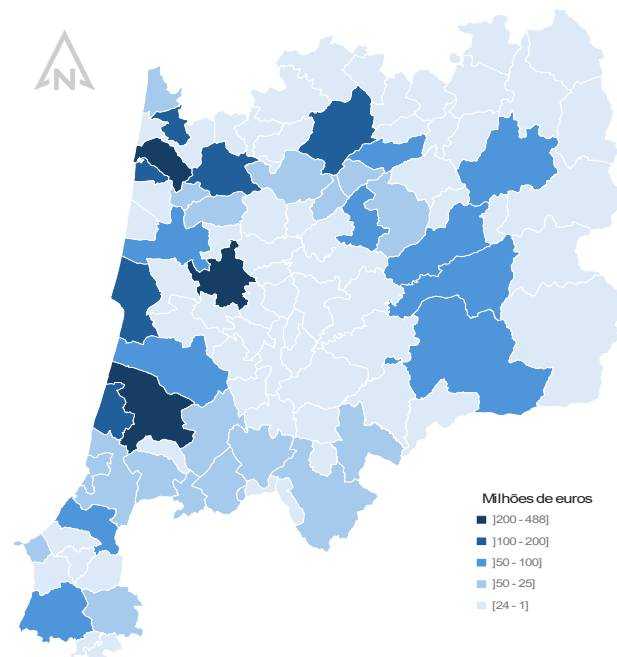 N
Milhões de euros
]200 - 488]
]100 - 200]
]50 - 100]
]50 - 25]
[24 - 1]